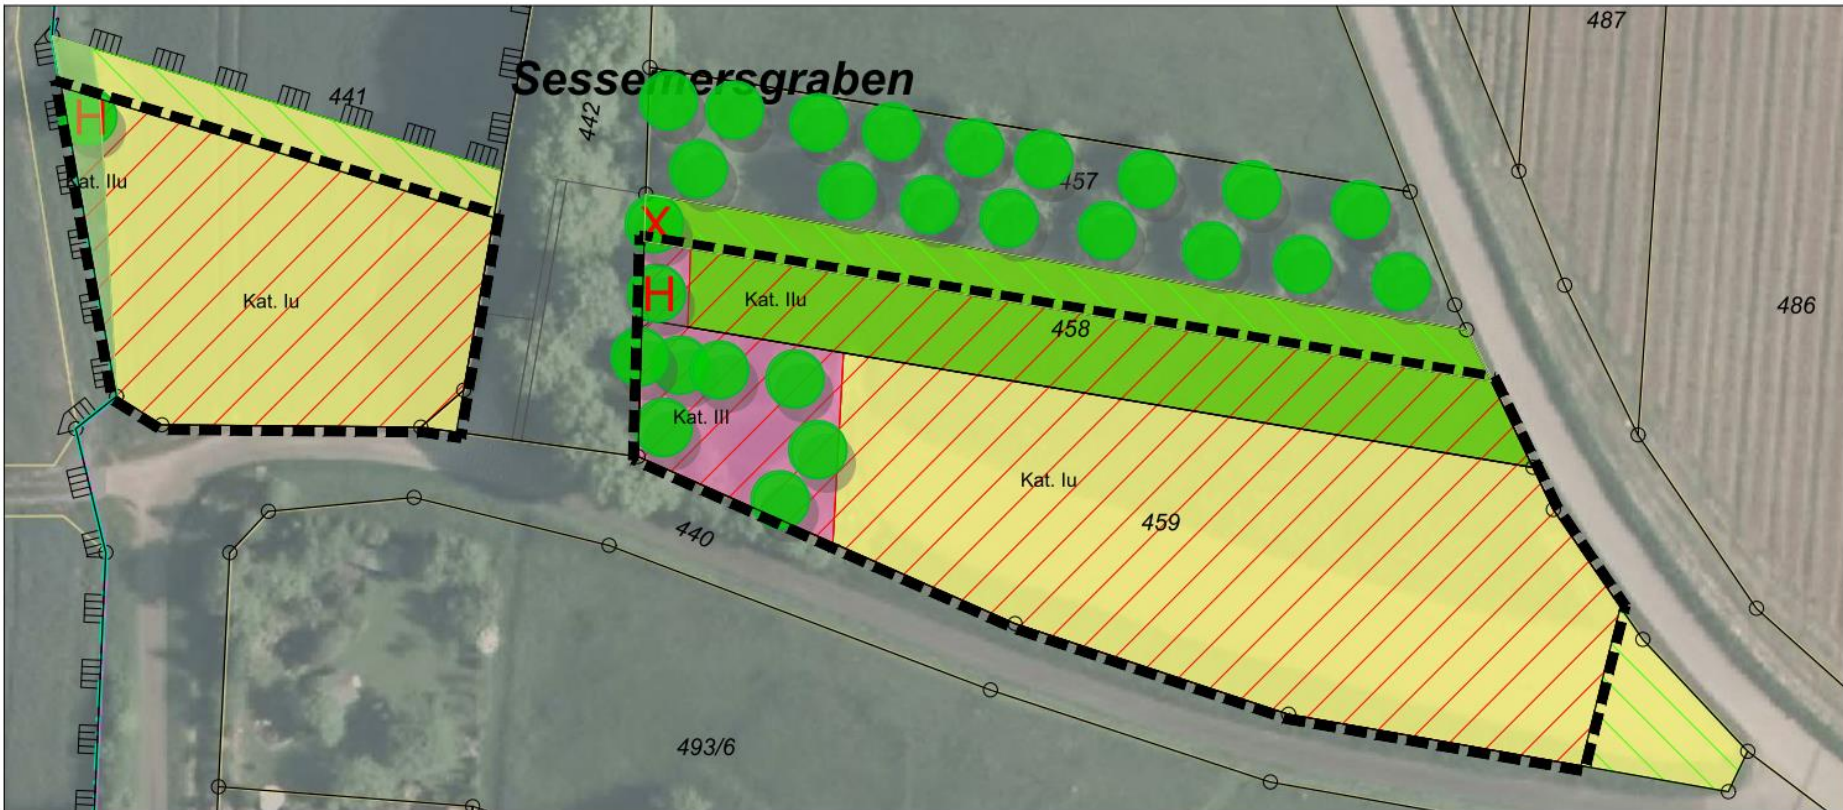 487
Sessemersgraben
441
442
H
Kat. IIu
457
X
H
Kat. IIu
458
486
Kat. Iu
Kat. III
Kat. Iu
459
440
493/6